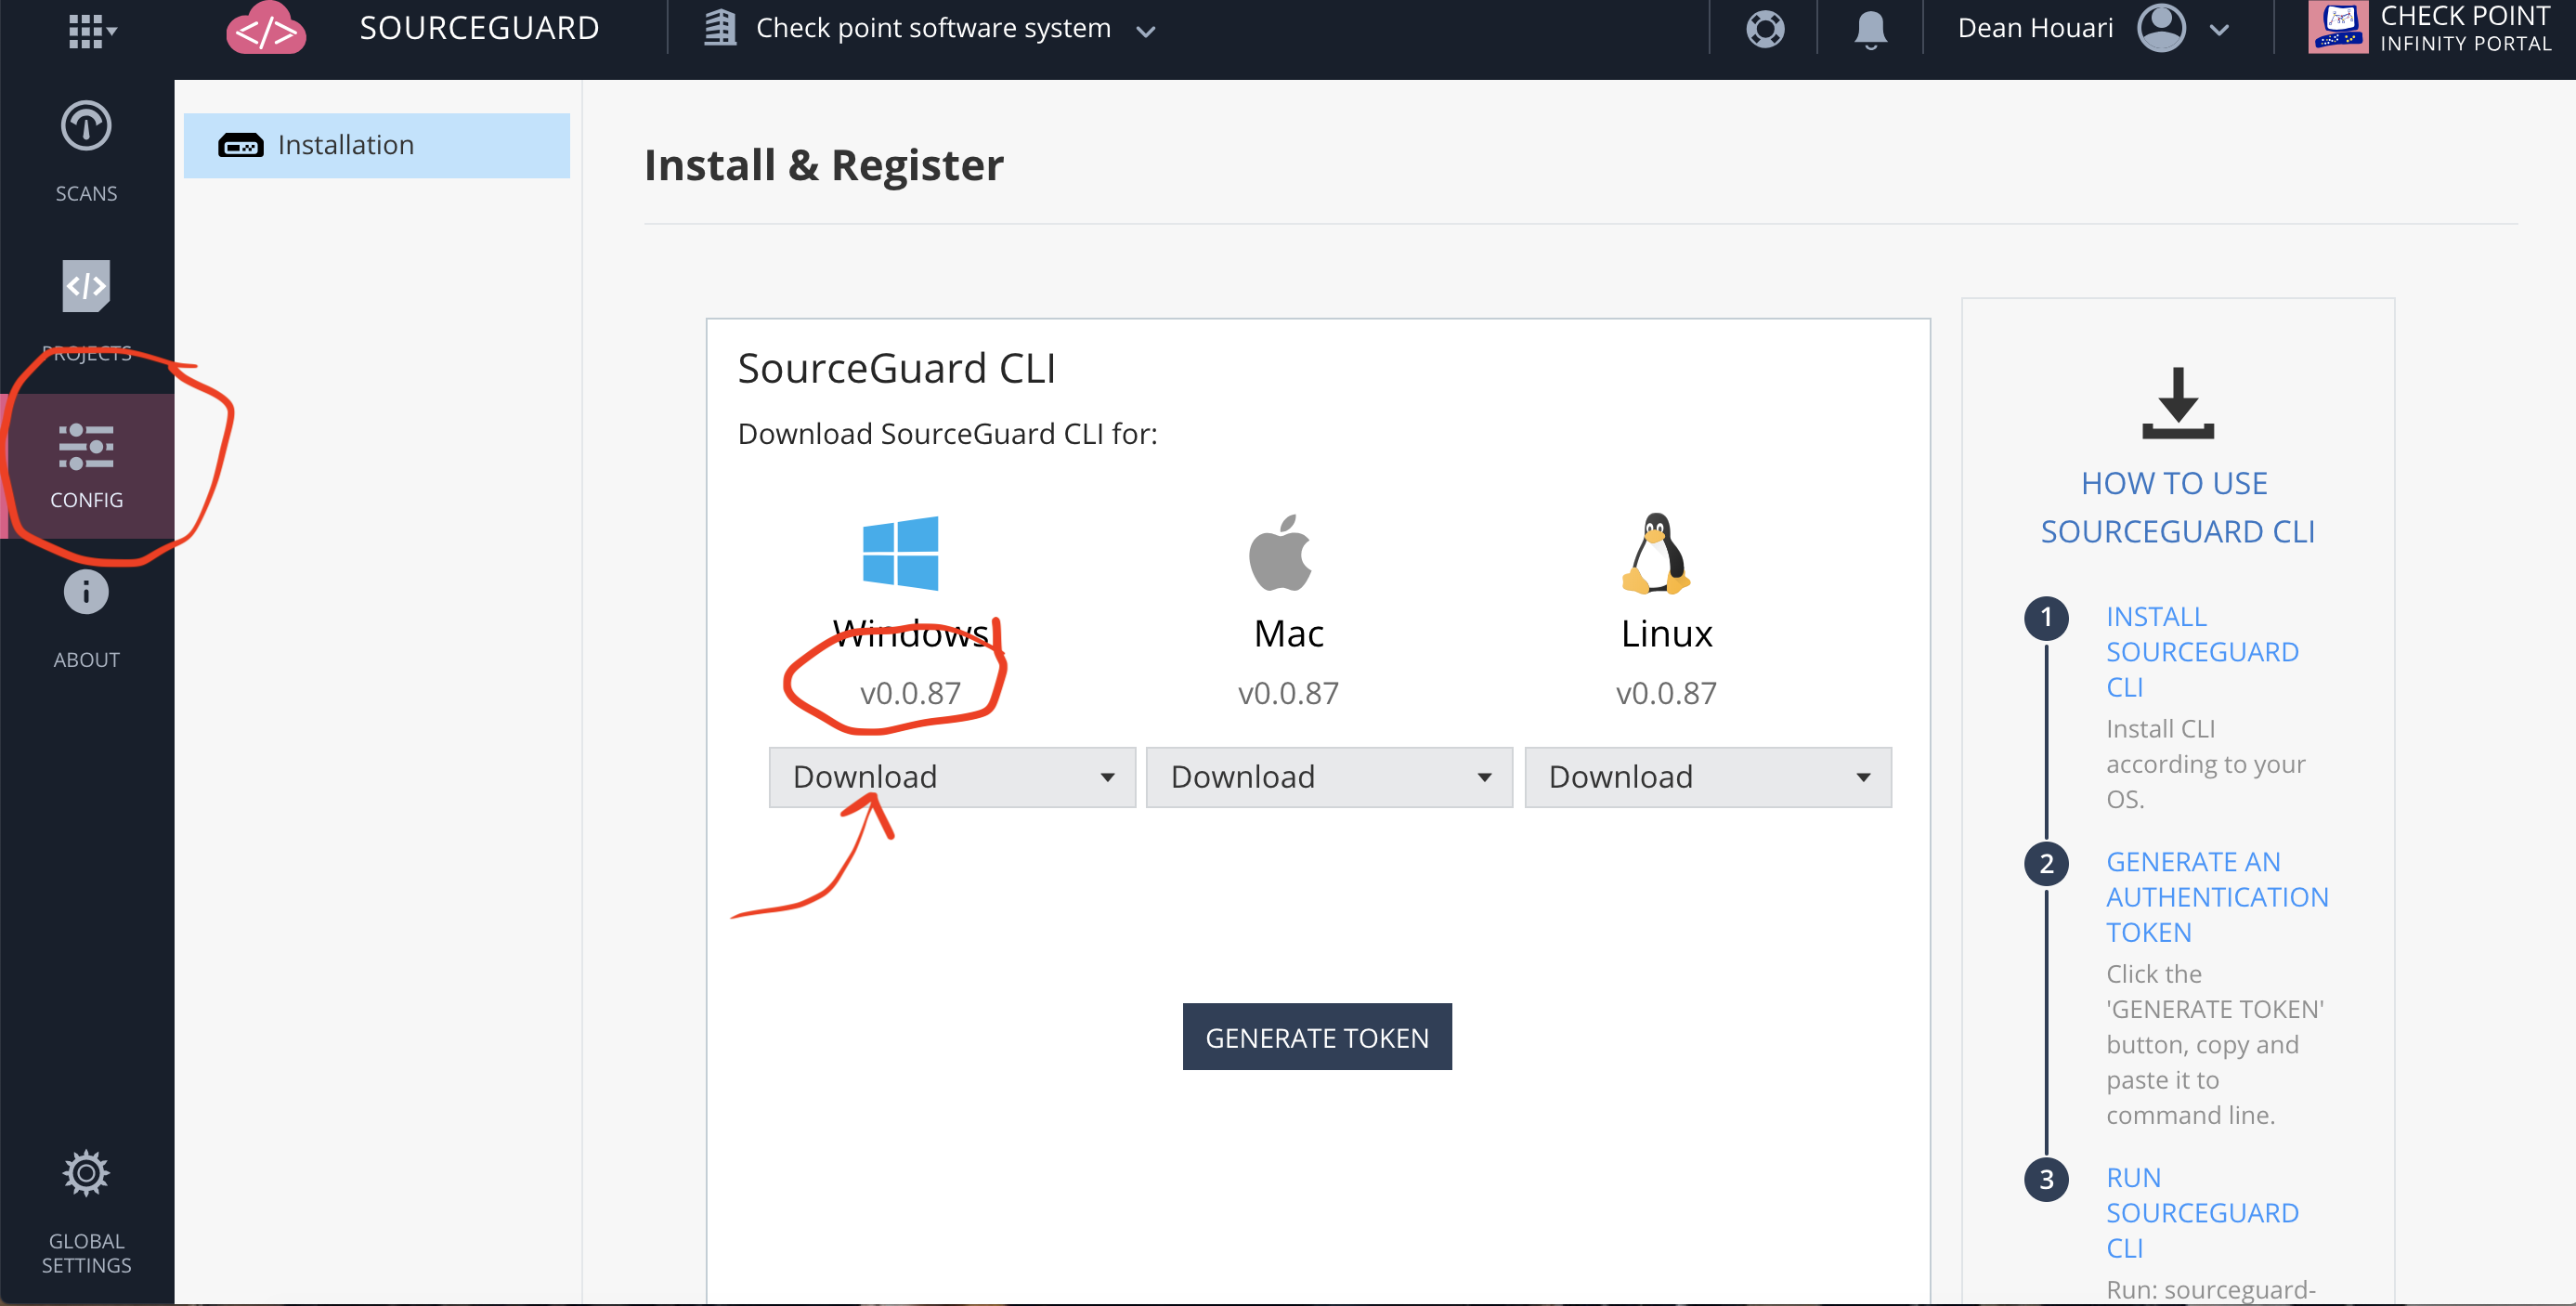 SOURCEGUARD
Check point software system
Dean Houari
CHECK POINT
INFINITY PORTAL
SCANS
PROJECTS
CONFIG
ABOUT
GLOBAL
SETTINGS
Installation
Install & Register
SourceGuard CLI
Download SourceGuard CLI for:
Windows
Mac
Linux
v0.0.87
v0.0.87
v0.0.87
Download
Download
Download
GENERATE TOKEN
HOW TO USE
SOURCEGUARD CLI
1
INSTALL
SOURCEGUARD
CLI
Install CLI
according to your
OS.
2
GENERATE AN
AUTHENTICATION
TOKEN
Click the
'GENERATE TOKEN'
button, copy and
paste it to
command line.
3
RUN
SOURCEGUARD
CLI
Run: sourceguard-